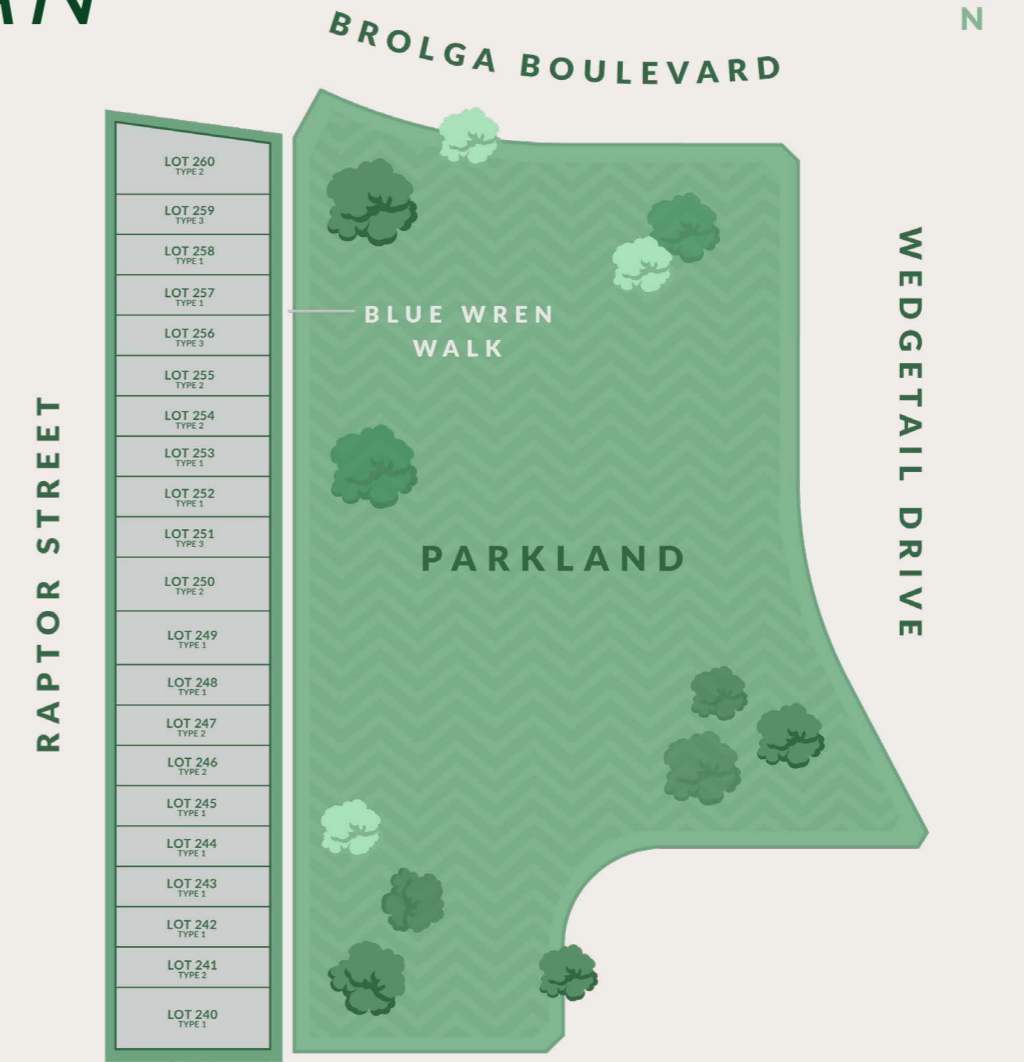 N
BROLGA BOULEVARD
LOT 260
TYPE 2
LOT 259
TYPE 3
LOT 258
TYPE 1
LOT 257
TYPE 1
LOT 256
TYPE 3
LOT 255
TYPE 2
LOT 254
TYPE 2
LOT 253
TYPE 1
LOT 252
TYPE 1
LOT 251
TYPE 3
LOT 250
TYPE 2
LOT 249
TYPE 1
LOT 248
TYPE 1
LOT 247
TYPE 2
LOT 246
TYPE 2
LOT 245
TYPE 1
LOT 244
TYPE 1
LOT 243
TYPE 1
LOT 242
TYPE 1
LOT 241
TYPE 2
LOT 240
TYPE 1
RAPTOR STREET
BLUE WREN
WALK
PARKLAND
WEDGETAIL DRIVE